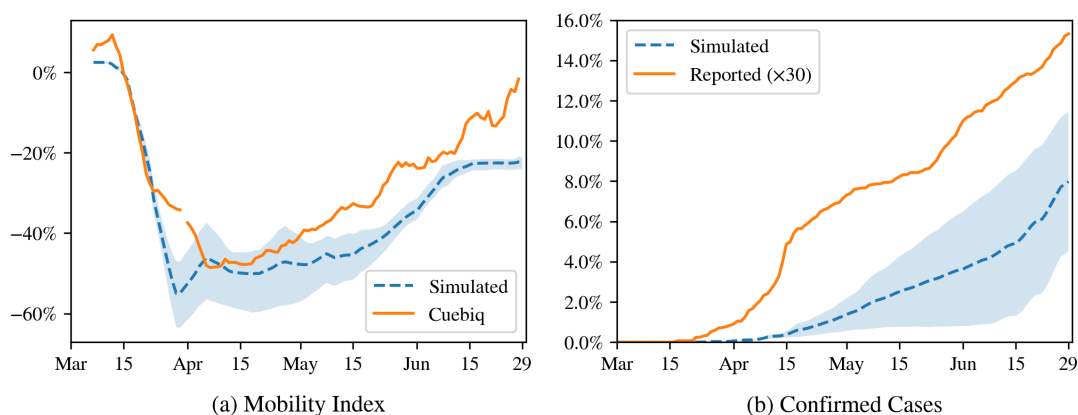 0%
−20%
−40%
−60%
Mar
15
Apr
15
May
15
Jun
15
29
Simulated
Cuebiq
(a) Mobility Index
16.0%
14.0%
12.0%
10.0%
8.0%
6.0%
4.0%
2.0%
0.0%
Mar
15
Apr
15
May
15
Jun
15
29
Simulated
Reported (×30)
(b) Confirmed Cases